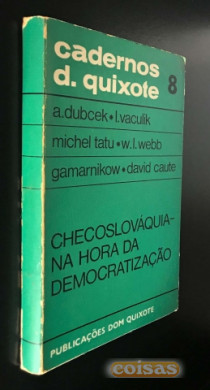 cadernos
d. quixote 8
a.dubcek•l.vaculik
michel tatu•w.l.webb
gamarnikow•david caute
CHECOSLOVÁQUIA-
NA HORA DA
DEMOCRATIZAÇÃO
PUBLICAÇÕES DOM QUIXOTE
coisas